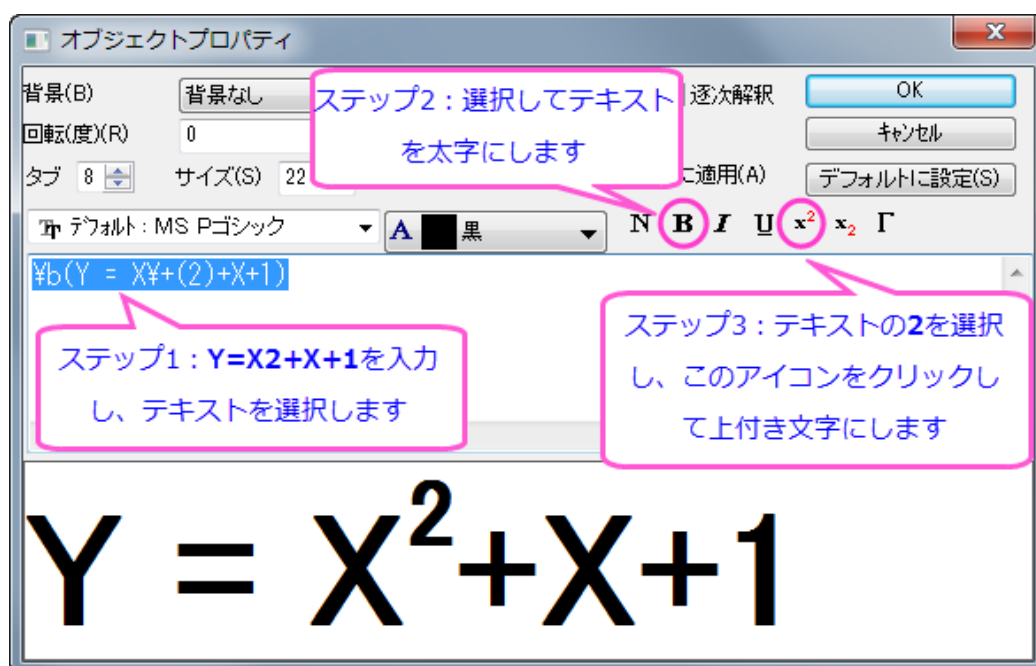 オブジェクトプロパティ
背景(B)
背景なし
逐次解釈
OK
回転(度)(R)
0
キャンセル
タブ 8
サイズ(S) 22
に適用(A)
デフォルトに設定(S)
ステップ2：選択してテキスト
を太字にします
デフォルト : MS Pゴシック
A 黒
N B I U x² x₂ Γ
¥b(Y = X¥+(2)+X+1)
ステップ1：Y=X2+X+1を入力
し、テキストを選択します
ステップ3：テキストの2を選択
し、このアイコンをクリックし
て上付き文字にします
Y = X²+X+1